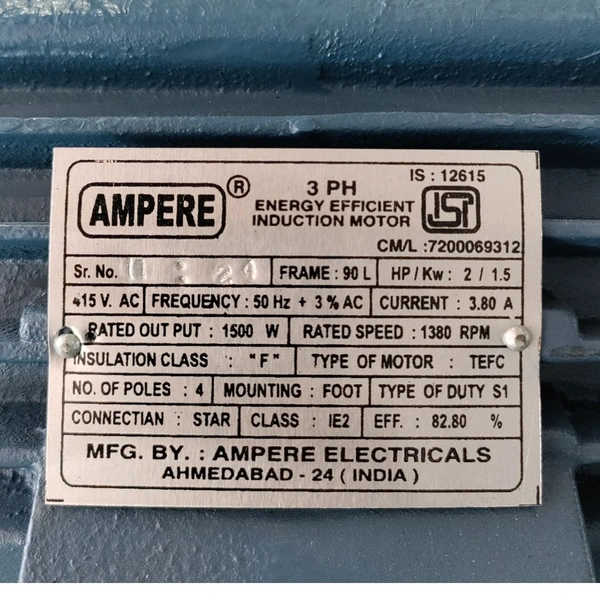 IS : 12615
AMPERE ® 3 PH
ENERGY EFFICIENT
INDUCTION MOTOR
ISI
CM/L :7200069312
Sr. No. FRAME : 90 L HP / Kw : 2 / 1.5
415 V. AC FREQUENCY : 50 Hz + 3 % AC CURRENT : 3.80 A
RATED OUT PUT : 1500 W RATED SPEED : 1380 RPM
INSULATION CLASS : "F" TYPE OF MOTOR : TEFC
NO. OF POLES : 4 MOUNTING : FOOT TYPE OF DUTY S1
CONNECTIAN : STAR CLASS : IE2 EFF. : 82.80 %
MFG. BY. : AMPERE ELECTRICALS
AHMEDABAD - 24 ( INDIA )